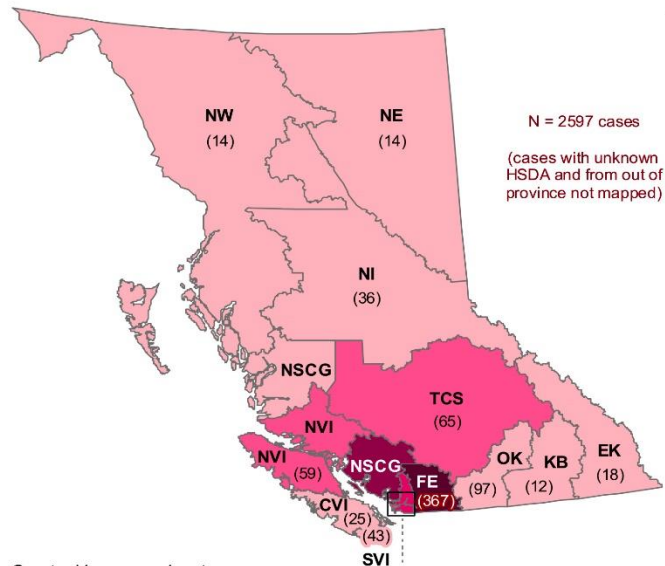 NW
(14)
NE
(14)
N = 2597 cases
(cases with unknown
HSDA and from out of
province not mapped)
NI
(36)
NSCG
TCS
(65)
NVI
NVI
(59)
NSCG
FE
(367)
OK
(97)
KB
(12)
EK
(18)
CVI
(25)
(43)
SVI